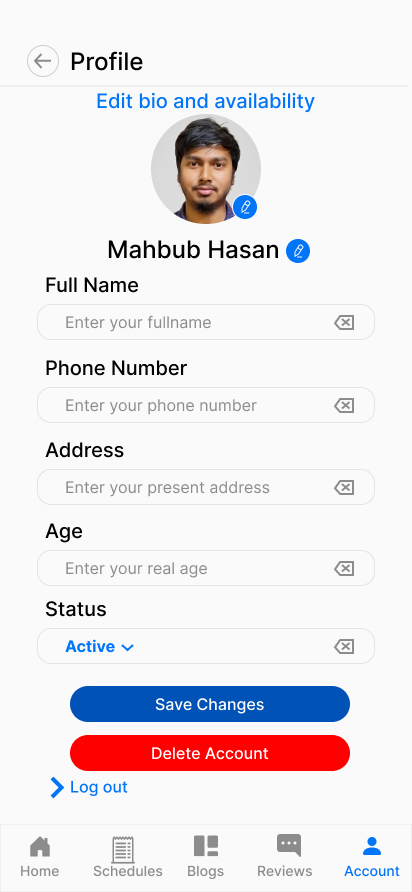 Profile
Edit bio and availability
Mahbub Hasan
Full Name
Enter your fullname
Phone Number
Enter your phone number
Address
Enter your present address
Age
Enter your real age
Status
Active
Save Changes
Delete Account
Log out
Home Schedules Blogs Reviews Account